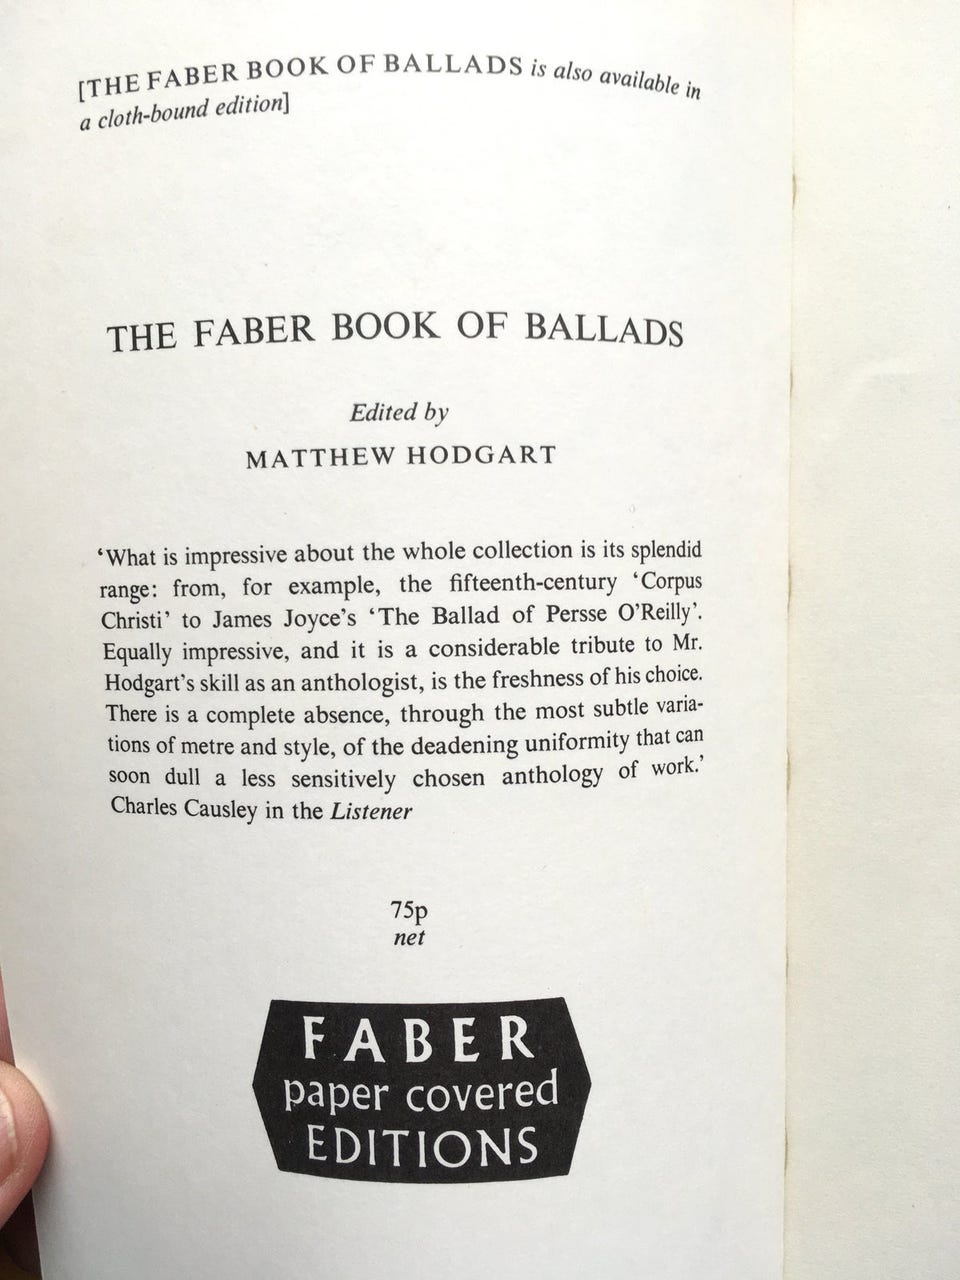 [THE FABER BOOK OF BALLADS is also available in
a cloth-bound edition]
THE FABER BOOK OF BALLADS
Edited by
MATTHEW HODGART
‘What is impressive about the whole collection is its splendid
range: from, for example, the fifteenth-century ‘Corpus
Christi’ to James Joyce’s ‘The Ballad of Persse O’Reilly’.
Equally impressive, and it is a considerable tribute to Mr.
Hodgart’s skill as an anthologist, is the freshness of his choice.
There is a complete absence, through the most subtle varia-
tions of metre and style, of the deadening uniformity that can
soon dull a less sensitively chosen anthology of work.’
Charles Causley in the Listener
75p
net
FABER
paper covered
EDITIONS